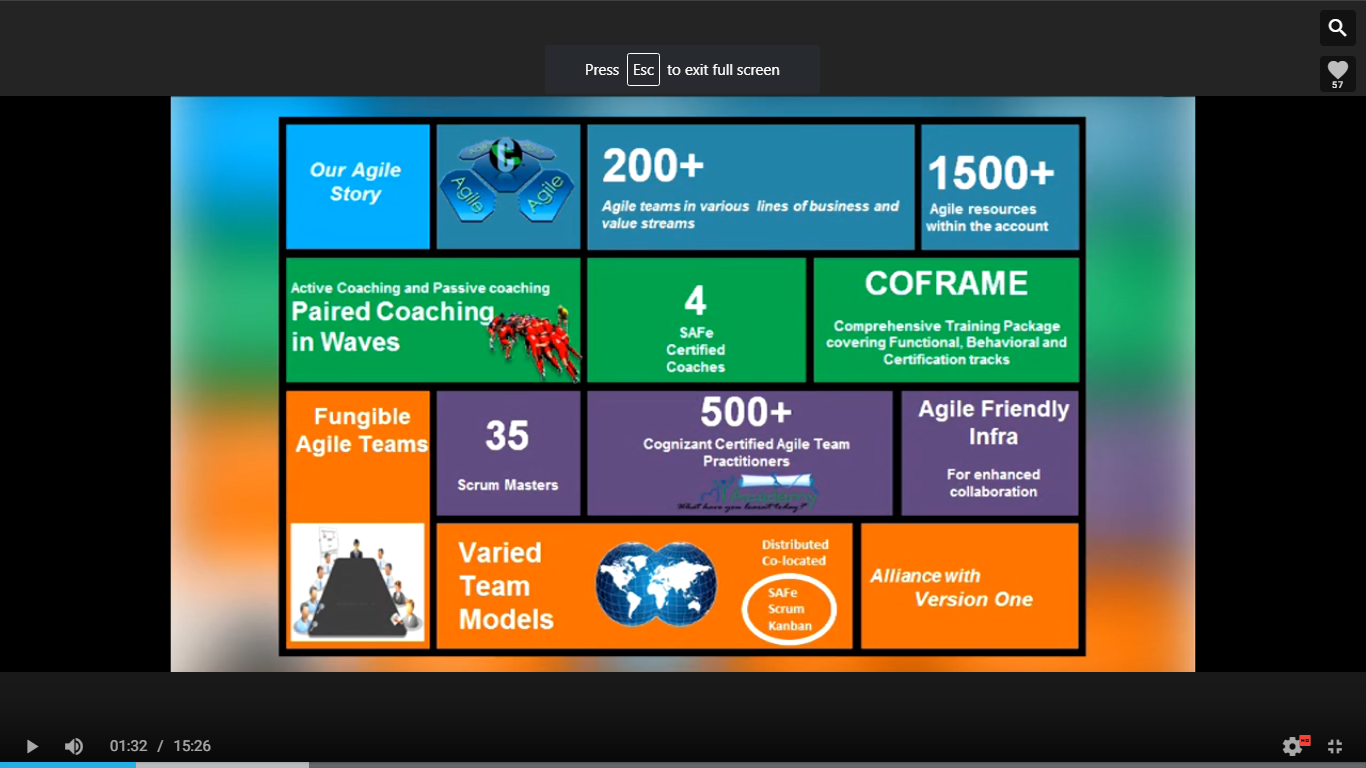 Press Esc to exit full screen
57
Our Agile
Story
Agile
Agile
200+
Agile teams in various lines of business and
value streams
1500+
Agile resources
within the account
Active Coaching and Passive coaching
Paired Coaching
in Waves
4
SAFe
Certified
Coaches
COFRAME
Comprehensive Training Package
covering Functional, Behavioral and
Certification tracks
Fungible
Agile Teams
35
Scrum Masters
500+
Cognizant Certified Agile Team
Practitioners
Academy
What have you learnt today?
Agile Friendly
Infra
For enhanced
collaboration
Varied
Team
Models
Distributed
Co-located
SAFe
Scrum
Kanban
Alliance with
Version One
01:32 / 15:26
HD